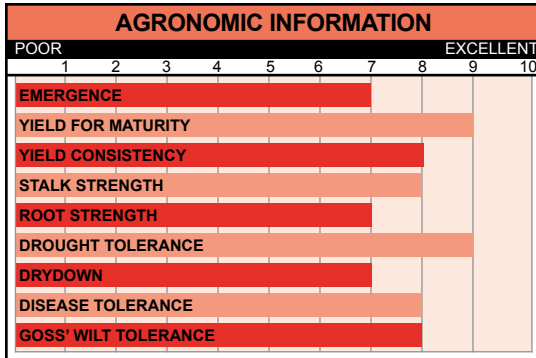 AGRONOMIC INFORMATION
POOR EXCELLENT
1 2 3 4 5 6 7 8 9 10
EMERGENCE
YIELD FOR MATURITY
YIELD CONSISTENCY
STALK STRENGTH
ROOT STRENGTH
DROUGHT TOLERANCE
DRYDOWN
DISEASE TOLERANCE
GOSS' WILT TOLERANCE